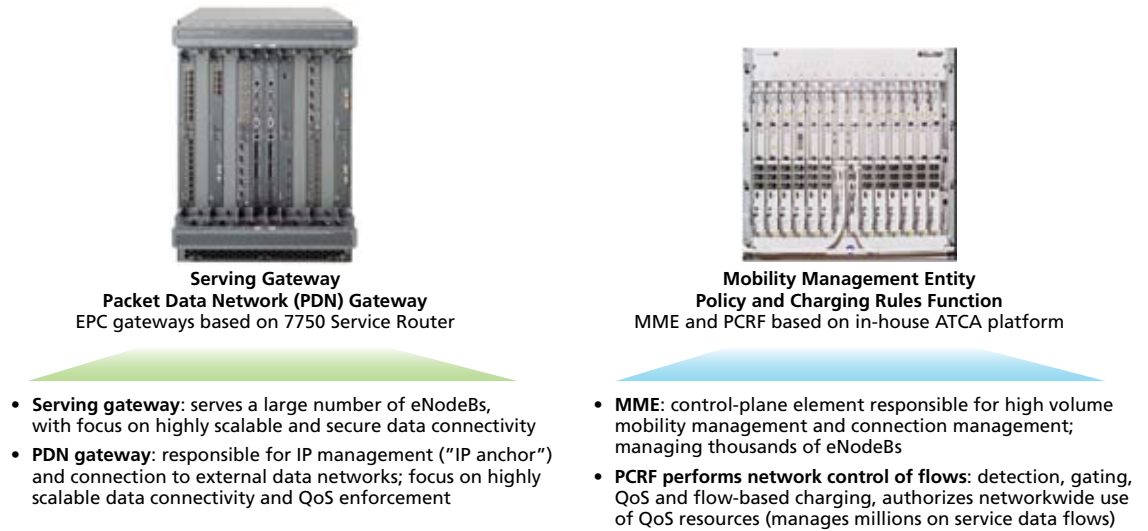 Serving Gateway
Packet Data Network (PDN) Gateway
EPC gateways based on 7750 Service Router
• Serving gateway: serves a large number of eNodeBs,
with focus on highly scalable and secure data connectivity
• PDN gateway: responsible for IP management ("IP anchor")
and connection to external data networks; focus on highly
scalable data connectivity and QoS enforcement
Mobility Management Entity
Policy and Charging Rules Function
MME and PCRF based on in-house ATCA platform
• MME: control-plane element responsible for high volume
mobility management and connection management;
managing thousands of eNodeBs
• PCRF performs network control of flows: detection, gating,
QoS and flow-based charging, authorizes networkwide use
of QoS resources (manages millions on service data flows)